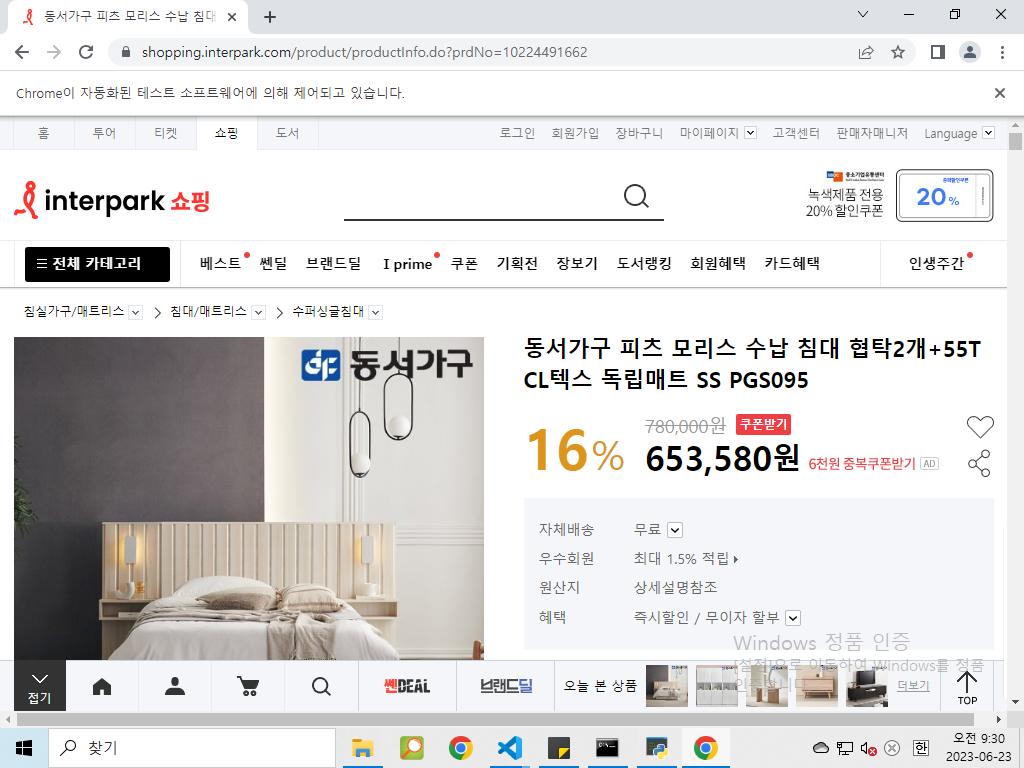 동서가구 피츠 모리스 수납 침대
shopping.interpark.com/product/productInfo.do?prdNo=10224491662
Chrome이 자동화된 테스트 소프트웨어에 의해 제어되고 있습니다.
홈 투어 티켓 쇼핑 도서 로그인 회원가입 장바구니 마이페이지 고객센터 판매자매니저 Language
interpark 쇼핑
중소기업유통센터
녹색제품 전용
20% 할인쿠폰
중복할인쿠폰
20%
전체 카테고리 베스트 쎈딜 브랜드딜 I prime 쿠폰 기획전 장보기 도서랭킹 회원혜택 카드혜택 인생주간
침실가구/매트리스 침대/매트리스 수퍼싱글침대
동서가구
동서가구 피츠 모리스 수납 침대 협탁2개+55T
CL텍스 독립매트 SS PGS095
16% 780,000원 쿠폰받기
653,580원 6천원 중복쿠폰받기 AD
자체배송 무료
우수회원 최대 1.5% 적립
원산지 상세설명참조
혜택 즉시할인 / 무이자 할부
Windows 정품 인증
[설정]으로 이동하여 Windows를 정품
인증합니다.
접기 쎈DEAL 브랜드딜 오늘 본 상품 더보기 TOP
찾기
한
오전 9:30
2023-06-23